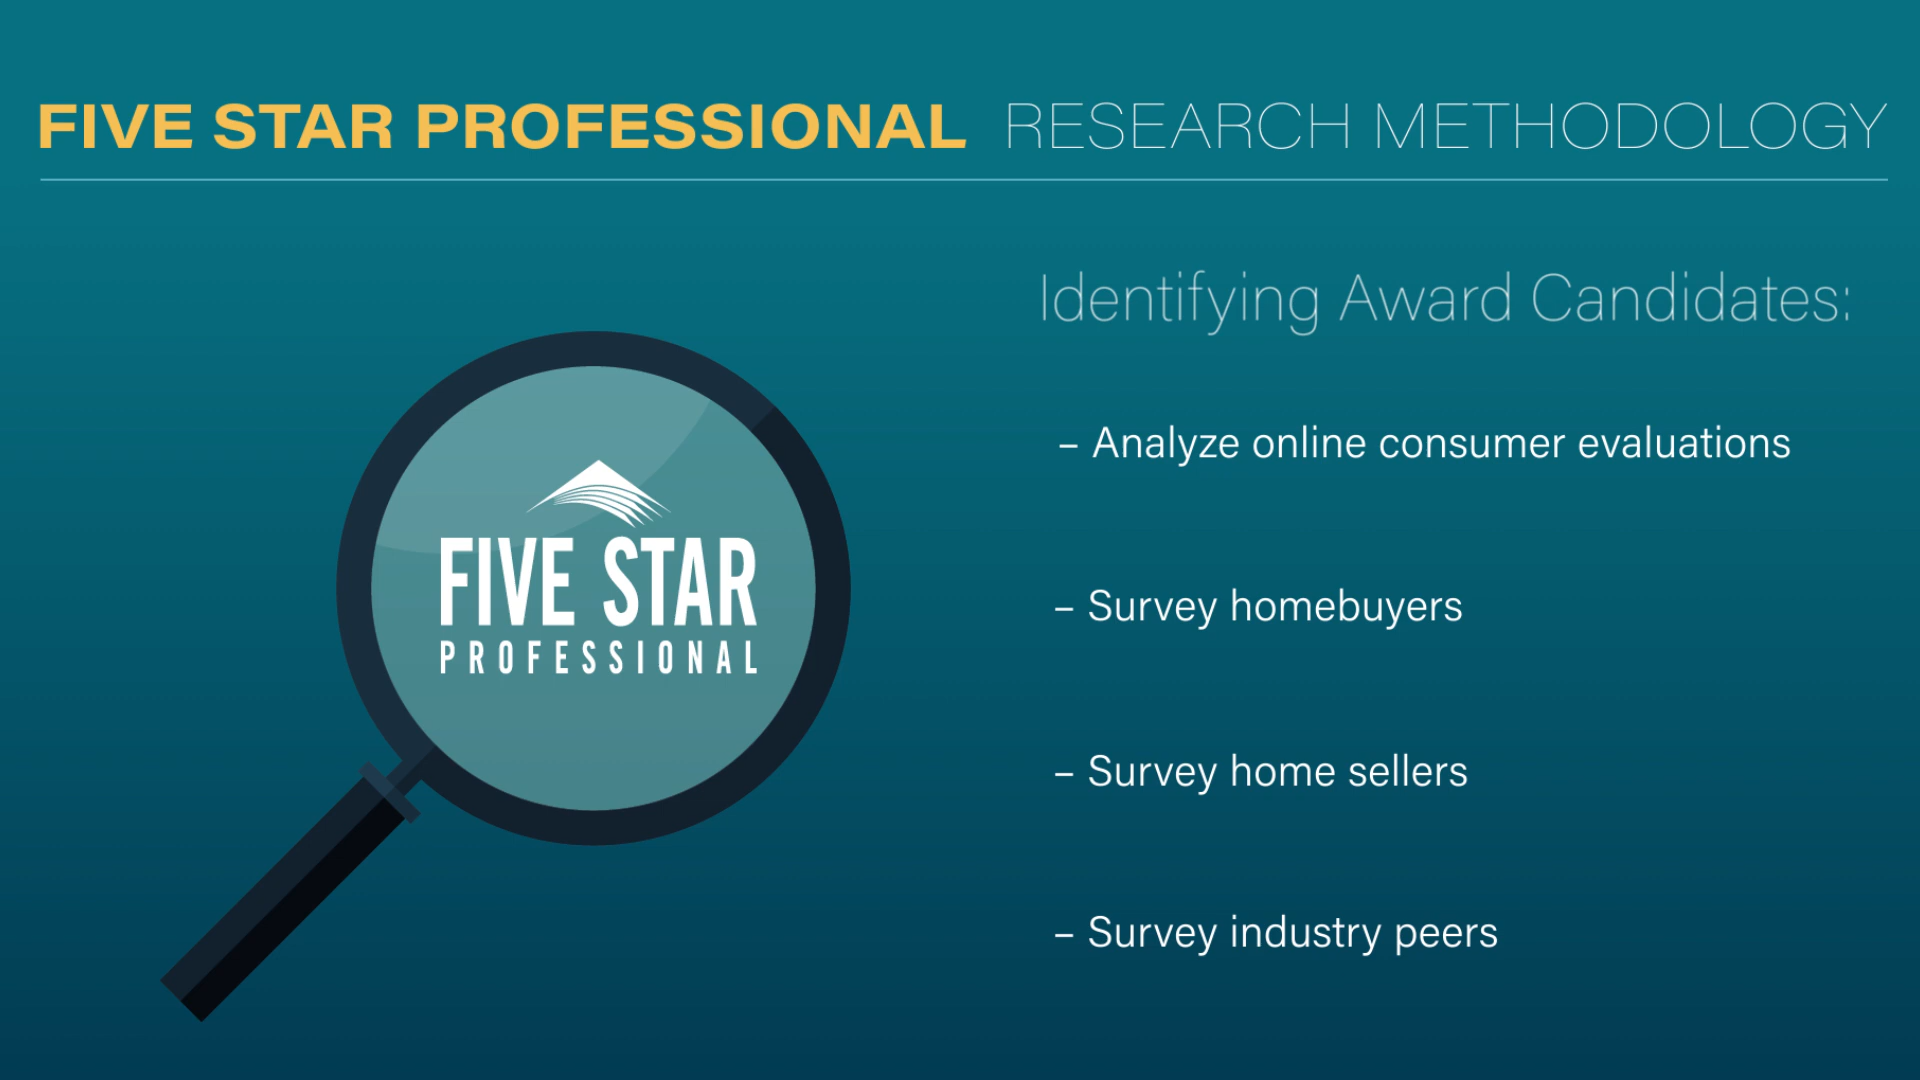 FIVE STAR PROFESSIONAL RESEARCH METHODOLOGY
Identifying Award Candidates:
– Analyze online consumer evaluations
– Survey homebuyers
– Survey home sellers
– Survey industry peers
FIVE STAR
PROFESSIONAL